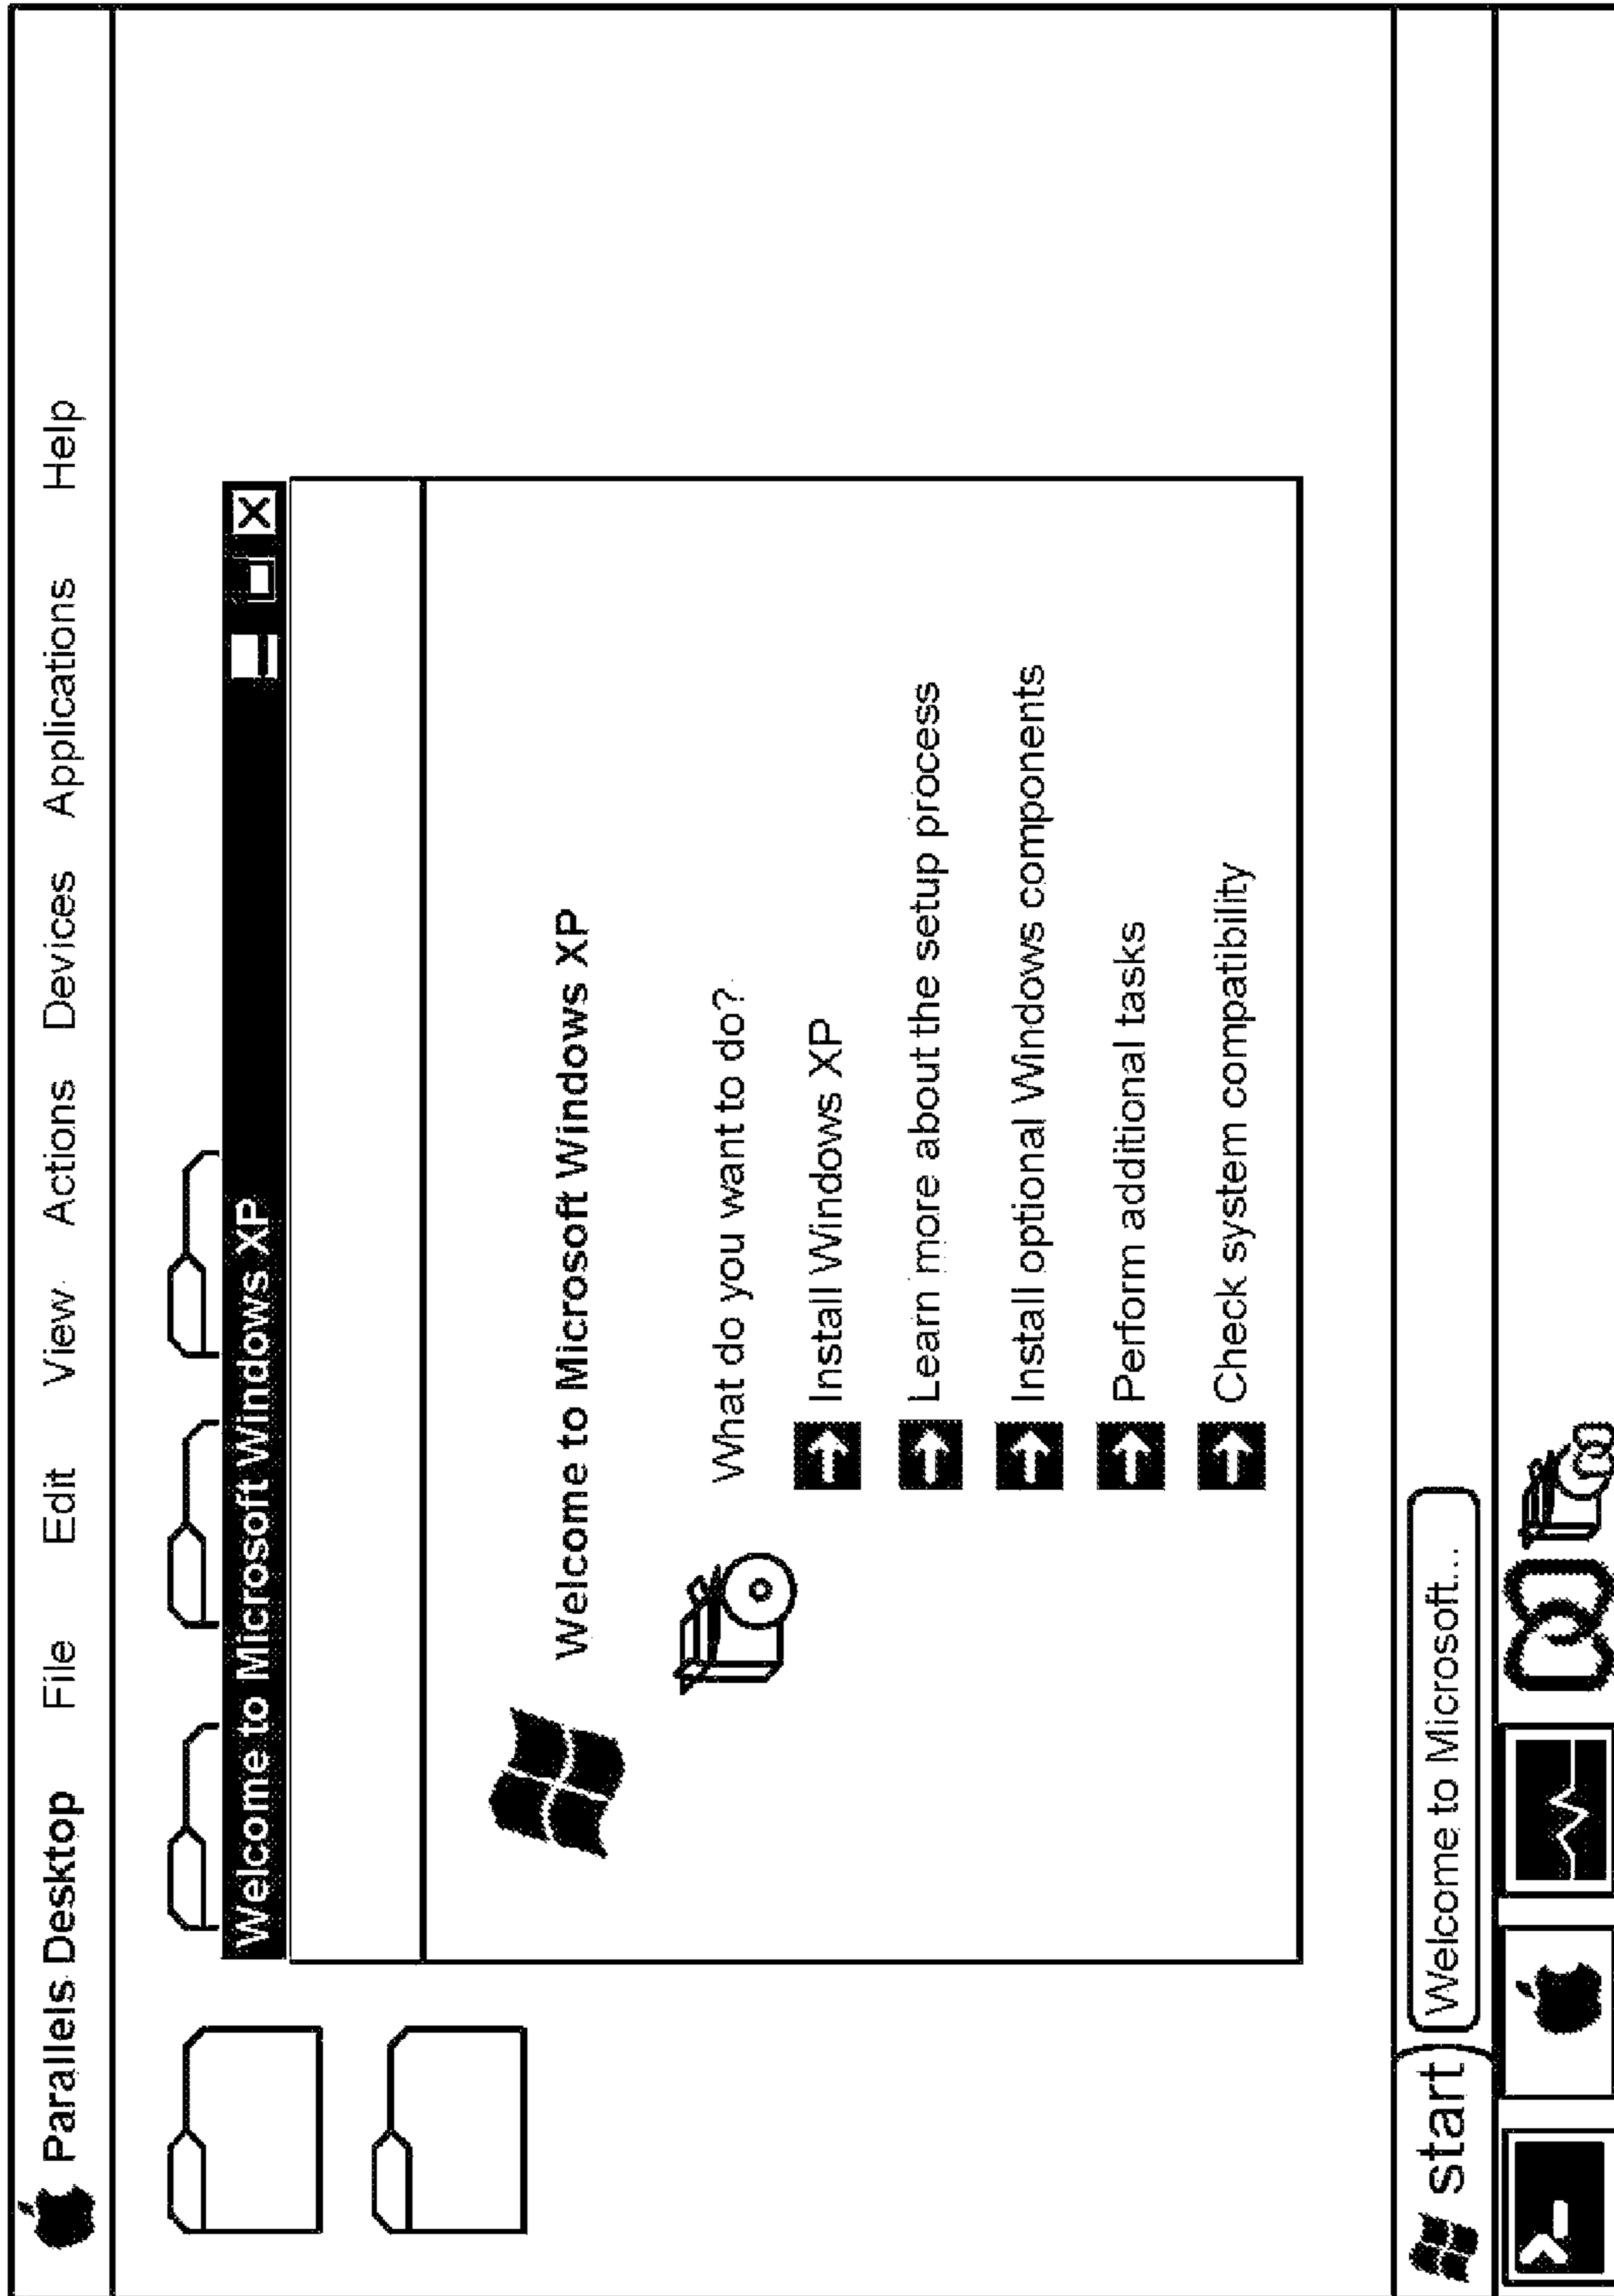 Parallels Desktop File Edit View Actions Devices Applications Help
Welcome to Microsoft Windows XP
Welcome to Microsoft Windows XP
What do you want to do?
Install Windows XP
Learn more about the setup process
Install optional Windows components
Perform additional tasks
Check system compatibility
start Welcome to Microsoft...